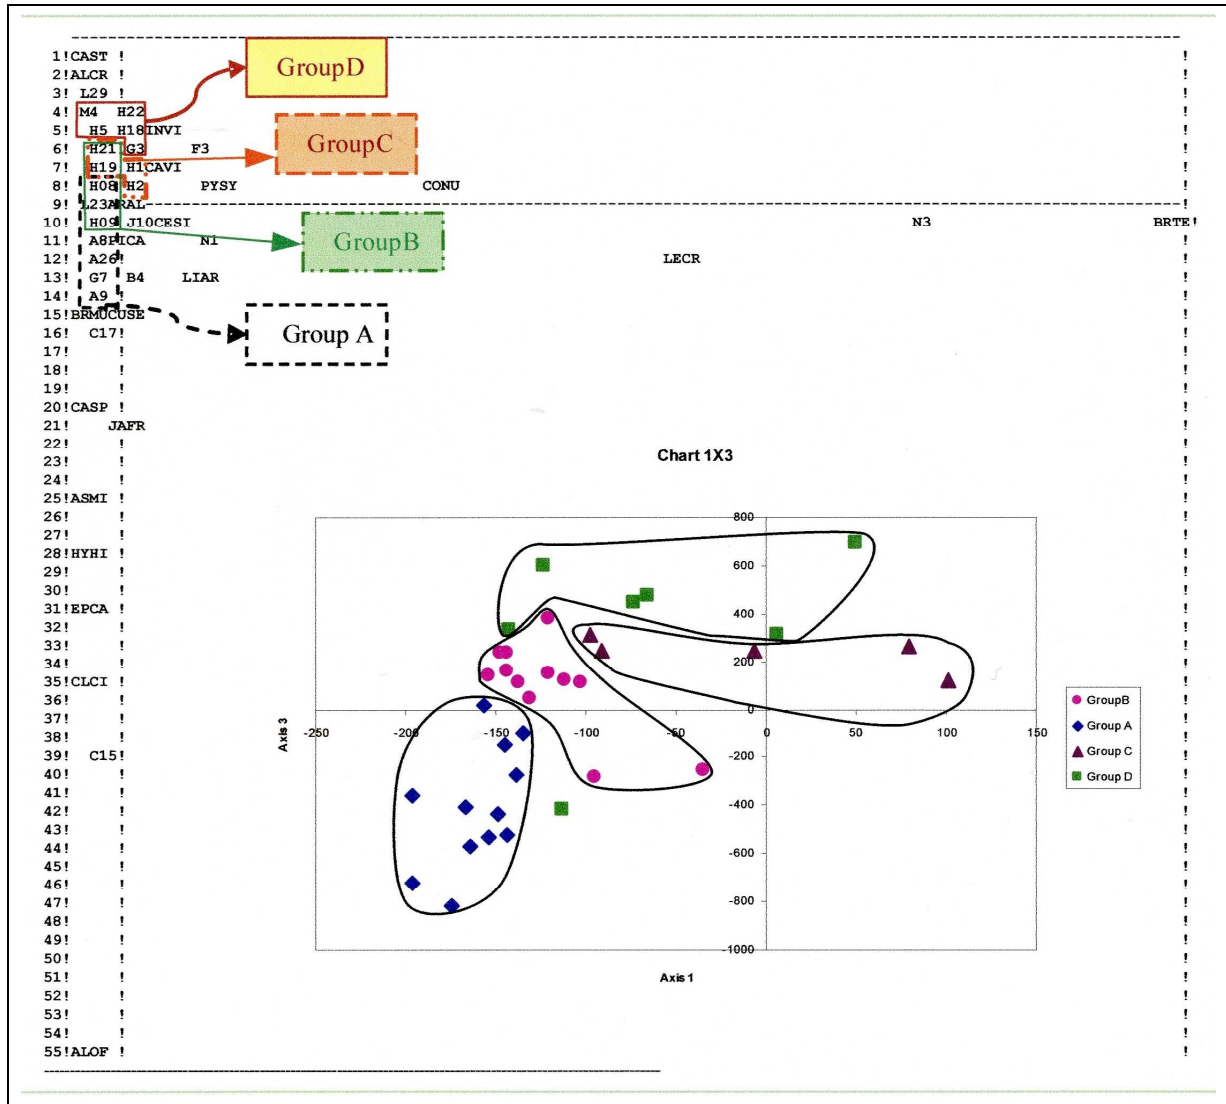 1!CAST !
2!ALCR !
3! L29 !
4! M4 H22
5! H5 H18INVI
6! H21 G3 F3
7! H19 H1CAVI
8! H08 H2 PYSY CONU
9! L23ARAL
10! H09 J10CESI N3 BRTE!
11! A8PICA N1
12! A26! LECR
13! G7 B4 LIAR
14! A9 !
15!BRMUCUSE
16! C17!
17! !
18! !
19! !
20!CASP !
21! JAFR
22! !
23! !
24! !
25!ASMI !
26! !
27! !
28!HYHI !
29! !
30! !
31!EPCA !
32! !
33! !
34! !
35!CLCI !
36! !
37! !
38! !
39! C15!
40! !
41! !
42! !
43! !
44! !
45! !
46! !
47! !
48! !
49! !
50! !
51! !
52! !
53! !
54! !
55!ALOF !
GroupD
GroupC
GroupB
Group A
Chart 1X3
800
600
400
200
0
-200
-400
-600
-800
-1000
-250
-200
-150
-100
-50
0
50
100
150
Axis 3
Axis 1
GroupB
Group A
Group C
Group D